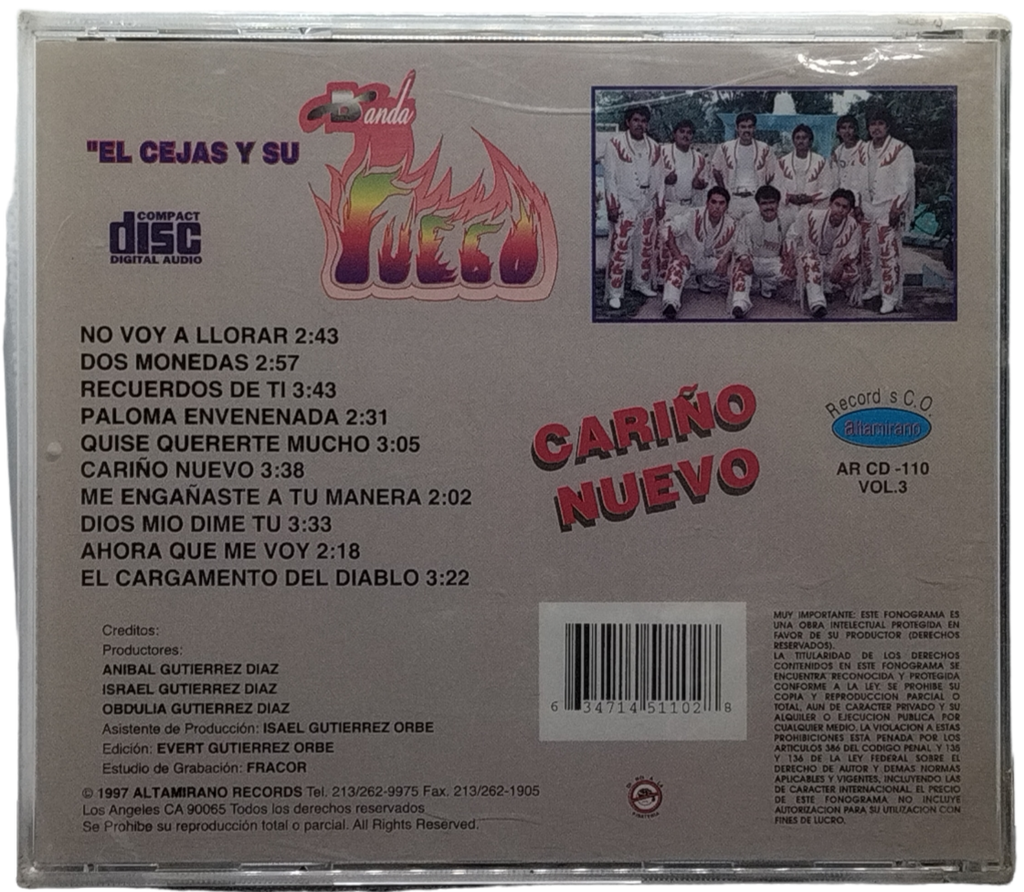 "EL CEJAS Y SU
Banda
FUEGO
COMPACT
disc
DIGITAL AUDIO
NO VOY A LLORAR 2:43
DOS MONEDAS 2:57
RECUERDOS DE TI 3:43
PALOMA ENVENENADA 2:31
QUISE QUERERTE MUCHO 3:05
CARIÑO NUEVO 3:38
ME ENGAÑASTE A TU MANERA 2:02
DIOS MIO DIME TU 3:33
AHORA QUE ME VOY 2:18
EL CARGAMENTO DEL DIABLO 3:22
CARIÑO
NUEVO
Record s C.O.
altamirano
AR CD -110
VOL.3
Creditos:
Productores:
ANIBAL GUTIERREZ DIAZ
ISRAEL GUTIERREZ DIAZ
OBDULIA GUTIERREZ DIAZ
Asistente de Producción: ISAEL GUTIERREZ ORBE
Edición: EVERT GUTIERREZ ORBE
Estudio de Grabación: FRACOR
© 1997 ALTAMIRANO RECORDS Tel. 213/262-9975 Fax. 213/262-1905
Los Angeles CA 90065 Todos los derechos reservados
Se Prohibe su reproducción total o parcial. All Rights Reserved.
6 34714 51102 8
MUY IMPORTANTE: ESTE FONOGRAMA ES
UNA OBRA INTELECTUAL PROTEGIDA EN
FAVOR DE SU PRODUCTOR (DERECHOS
RESERVADOS).
LA TITULARIDAD DE LOS DERECHOS
CONTENIDOS EN ESTE FONOGRAMA SE
ENCUENTRA RECONOCIDA Y PROTEGIDA
CONFORME A LA LEY. SE PROHIBE SU
COPIA Y REPRODUCCION PARCIAL O
TOTAL, AUN DE CARACTER PRIVADO Y SU
ALQUILER O EJECUCION PUBLICA POR
CUALQUIER MEDIO, LA VIOLACION A ESTAS
PROHIBICIONES ESTA PENADA POR LOS
ARTICULOS 386 DEL CODIGO PENAL Y 135
Y 136 DE LA LEY FEDERAL SOBRE EL
DERECHO DE AUTOR Y DEMAS NORMAS
APLICABLES Y VIGENTES, INCLUYENDO LAS
DE CARACTER INTERNACIONAL. EL PRECIO
DE ESTE FONOGRAMA NO INCLUYE
AUTORIZACION PARA SU UTILIZACION CON
FINES DE LUCRO.